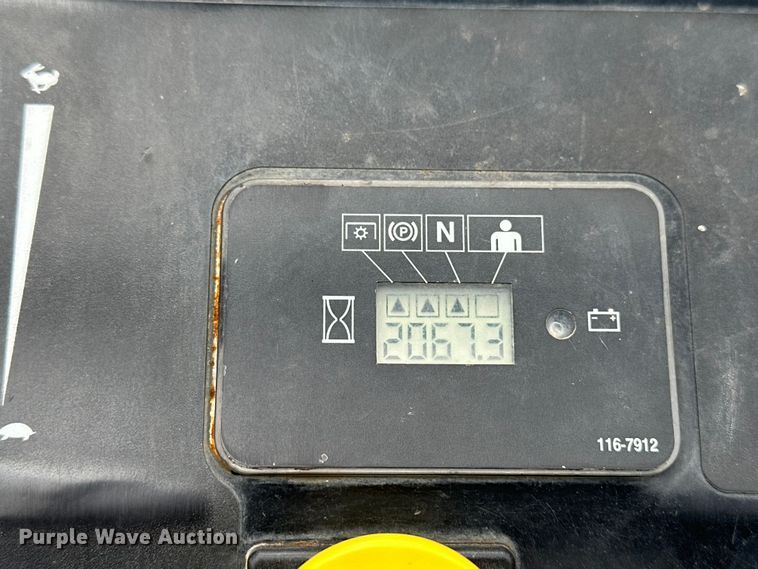 (P) N
2067.3
116-7912
Purple Wave Auction